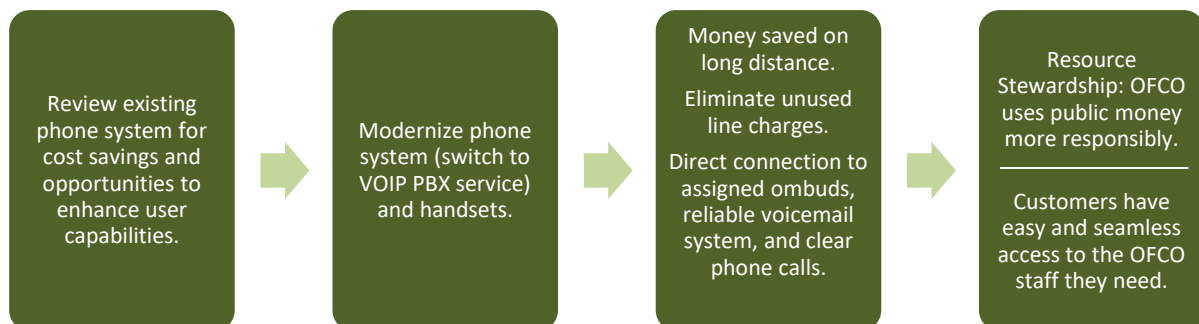 Review existing
phone system for
cost savings and
opportunities to
enhance user
capabilities.
Modernize phone
system (switch to
VOIP PBX service)
and handsets.
Money saved on
long distance.
Eliminate unused
line charges.
Direct connection to
assigned ombuds,
reliable voicemail
system, and clear
phone calls.
Resource
Stewardship: OFCO
uses public money
more responsibly.
Customers have
easy and seamless
access to the OFCO
staff they need.